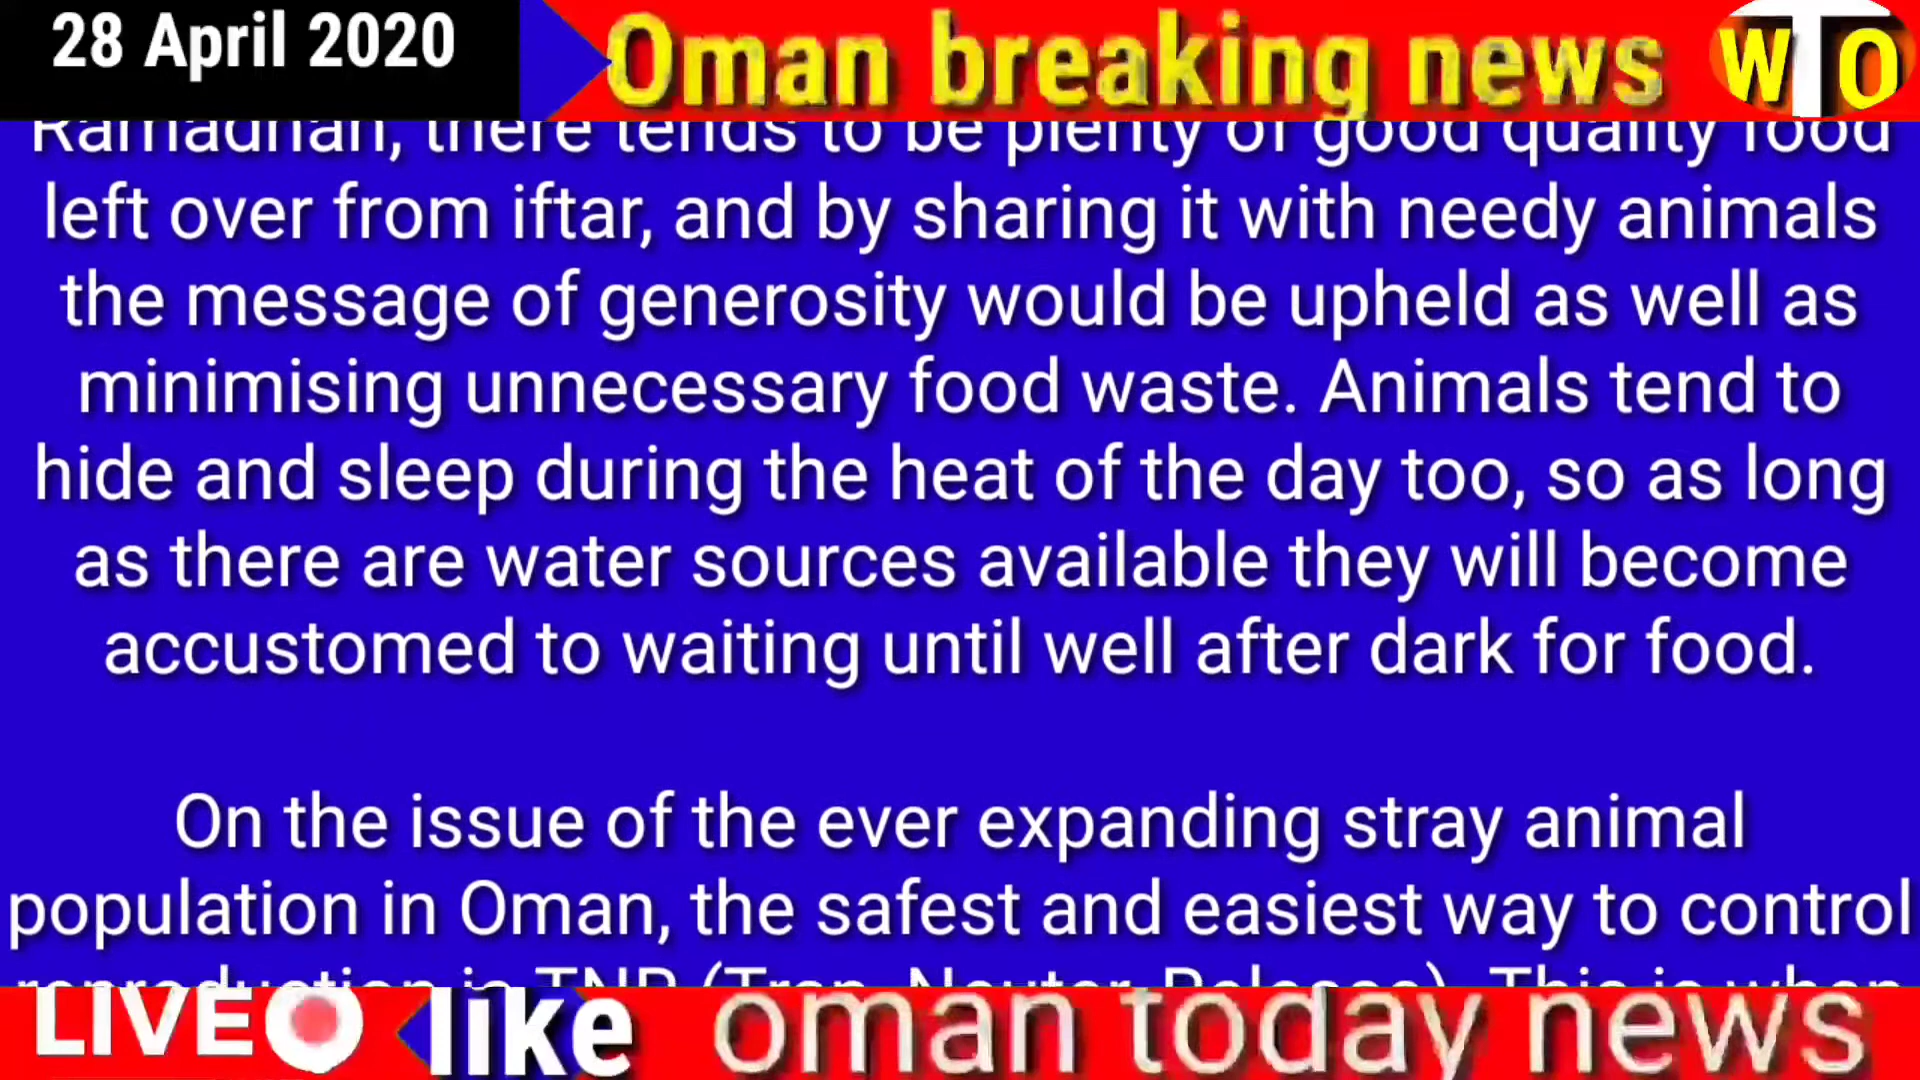 28 April 2020
Oman breaking news
WTO
Ramadhan, there tends to be plenty of good quality food
left over from iftar, and by sharing it with needy animals
the message of generosity would be upheld as well as
minimising unnecessary food waste. Animals tend to
hide and sleep during the heat of the day too, so as long
as there are water sources available they will become
accustomed to waiting until well after dark for food.
On the issue of the ever expanding stray animal
population in Oman, the safest and easiest way to control
reproduction is TNR (Trap, Neuter, Release). This is when
LIVE
like
oman today news